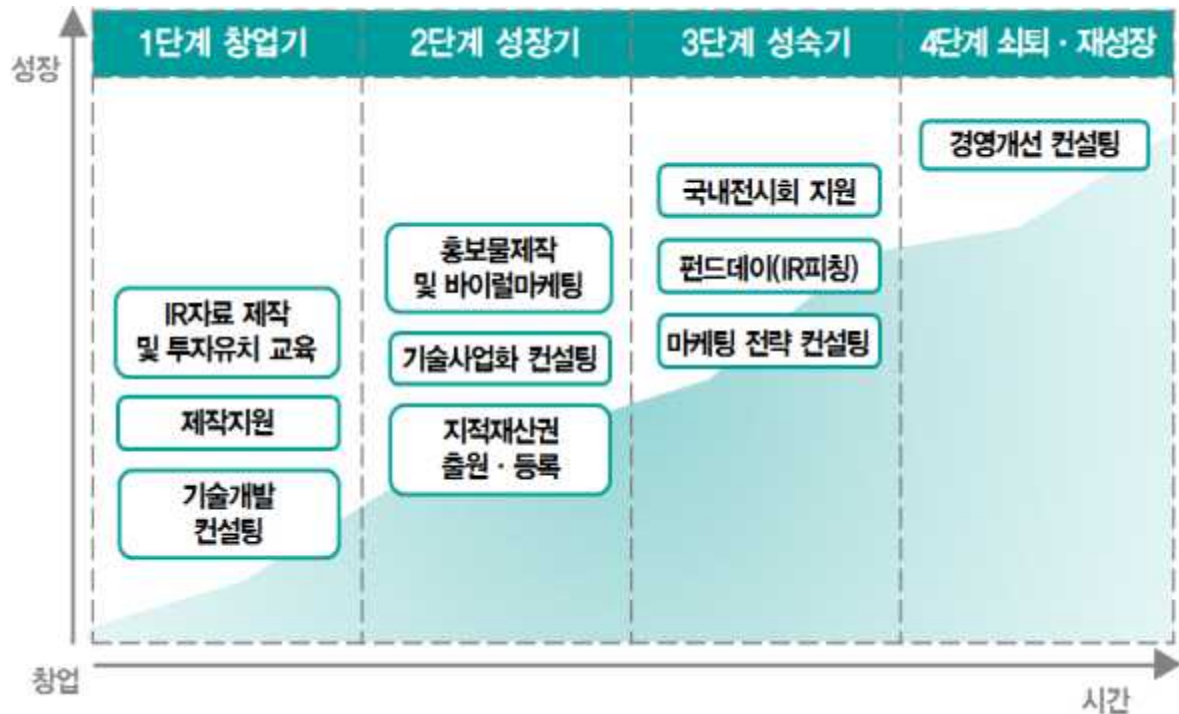 성장
1단계 창업기
2단계 성장기
3단계 성숙기
4단계 쇠퇴 · 재성장
IR자료 제작
및 투자유치 교육
제작지원
기술개발
컨설팅
홍보물제작
및 바이럴마케팅
기술사업화 컨설팅
지적재산권
출원 · 등록
국내전시회 지원
펀드데이(IR피칭)
마케팅 전략 컨설팅
경영개선 컨설팅
창업
시간